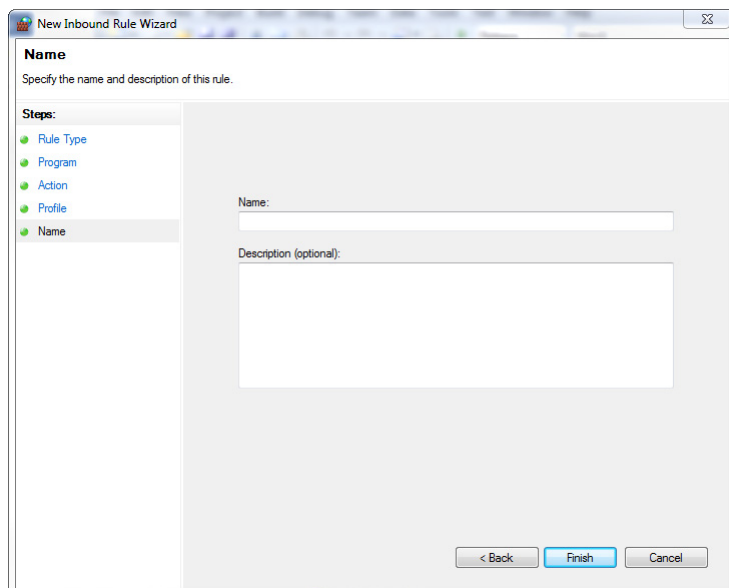 New Inbound Rule Wizard
Name
Specify the name and description of this rule.
Steps:
Rule Type
Program
Action
Profile
Name
Name:
Description (optional):
< Back Finish Cancel